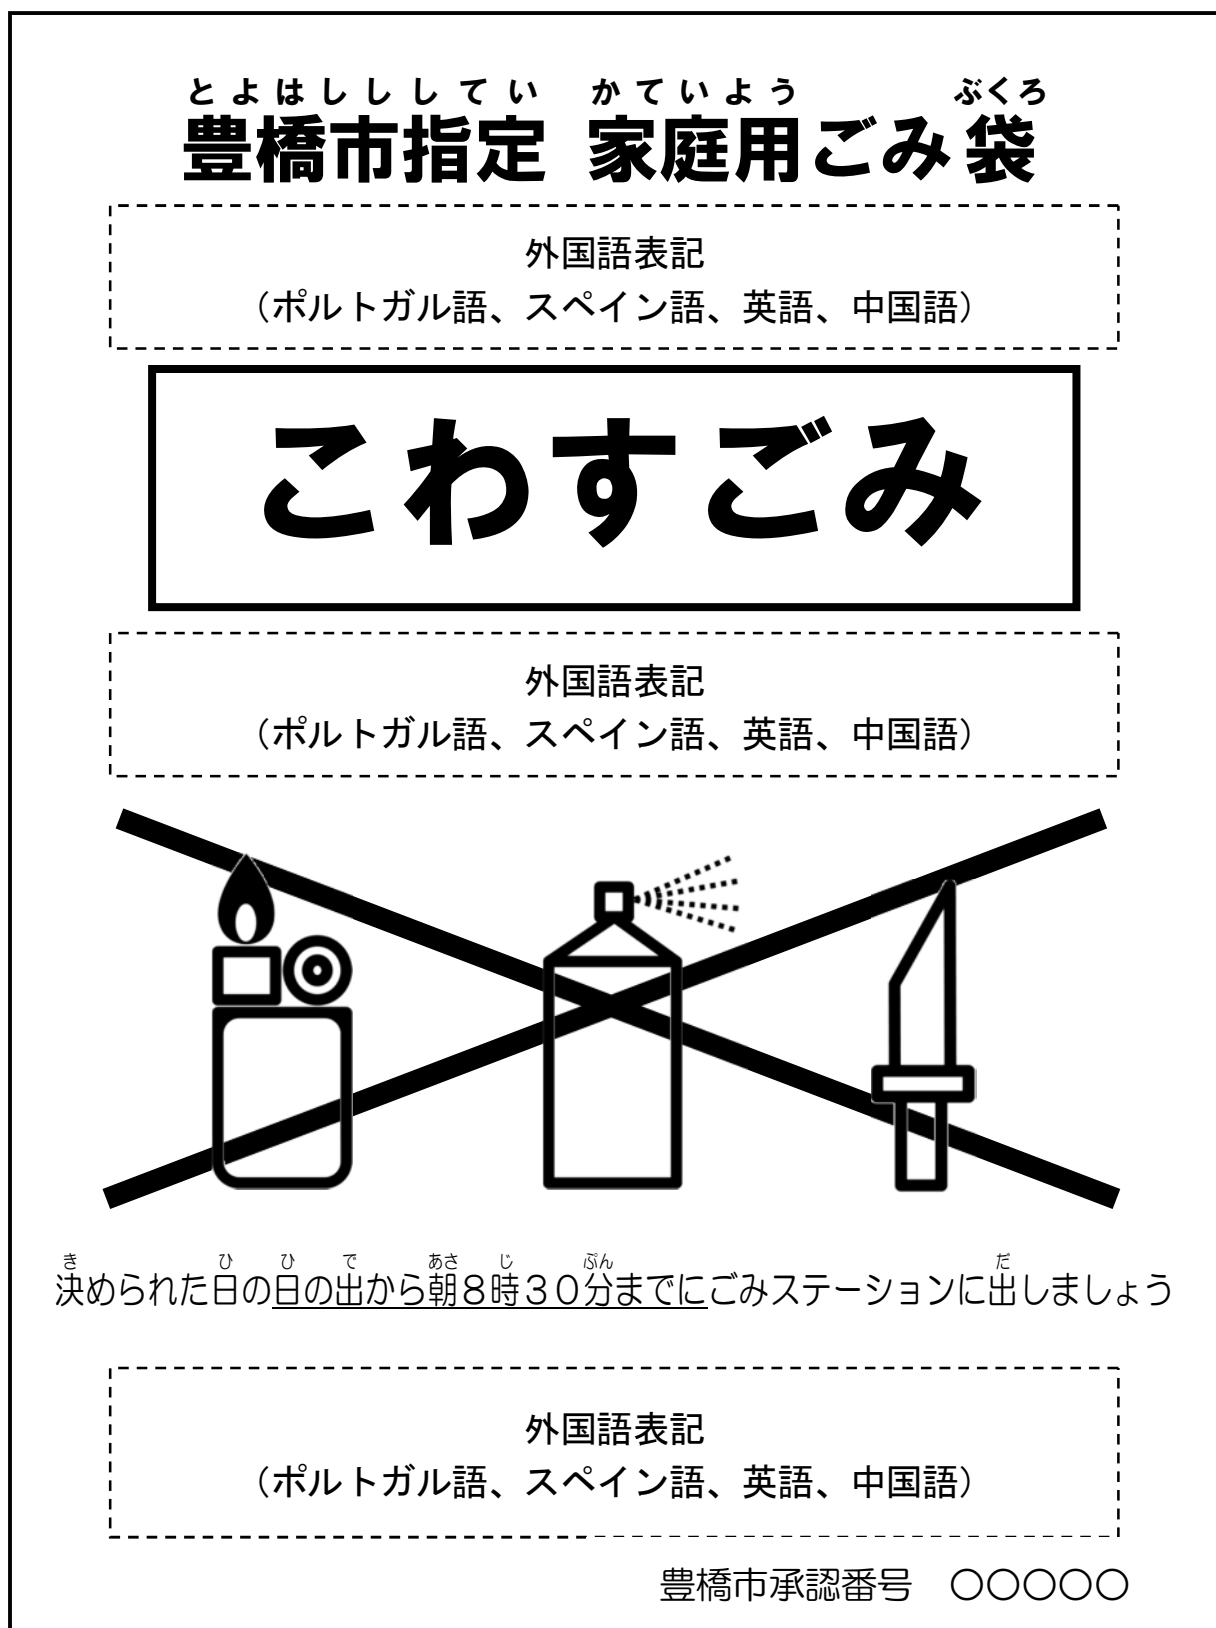 とよはしししてい かていよう ぶくろ
豊橋市指定 家庭用ごみ袋
外国語表記
（ポルトガル語、スペイン語、英語、中国語）
こわすごみ
外国語表記
（ポルトガル語、スペイン語、英語、中国語）
き ひ ひ で あさ じ ぷん だ
決められた日の日の出から朝８時３０分までにごみステーションに出しましょう
外国語表記
（ポルトガル語、スペイン語、英語、中国語）
豊橋市承認番号 ○○○○○